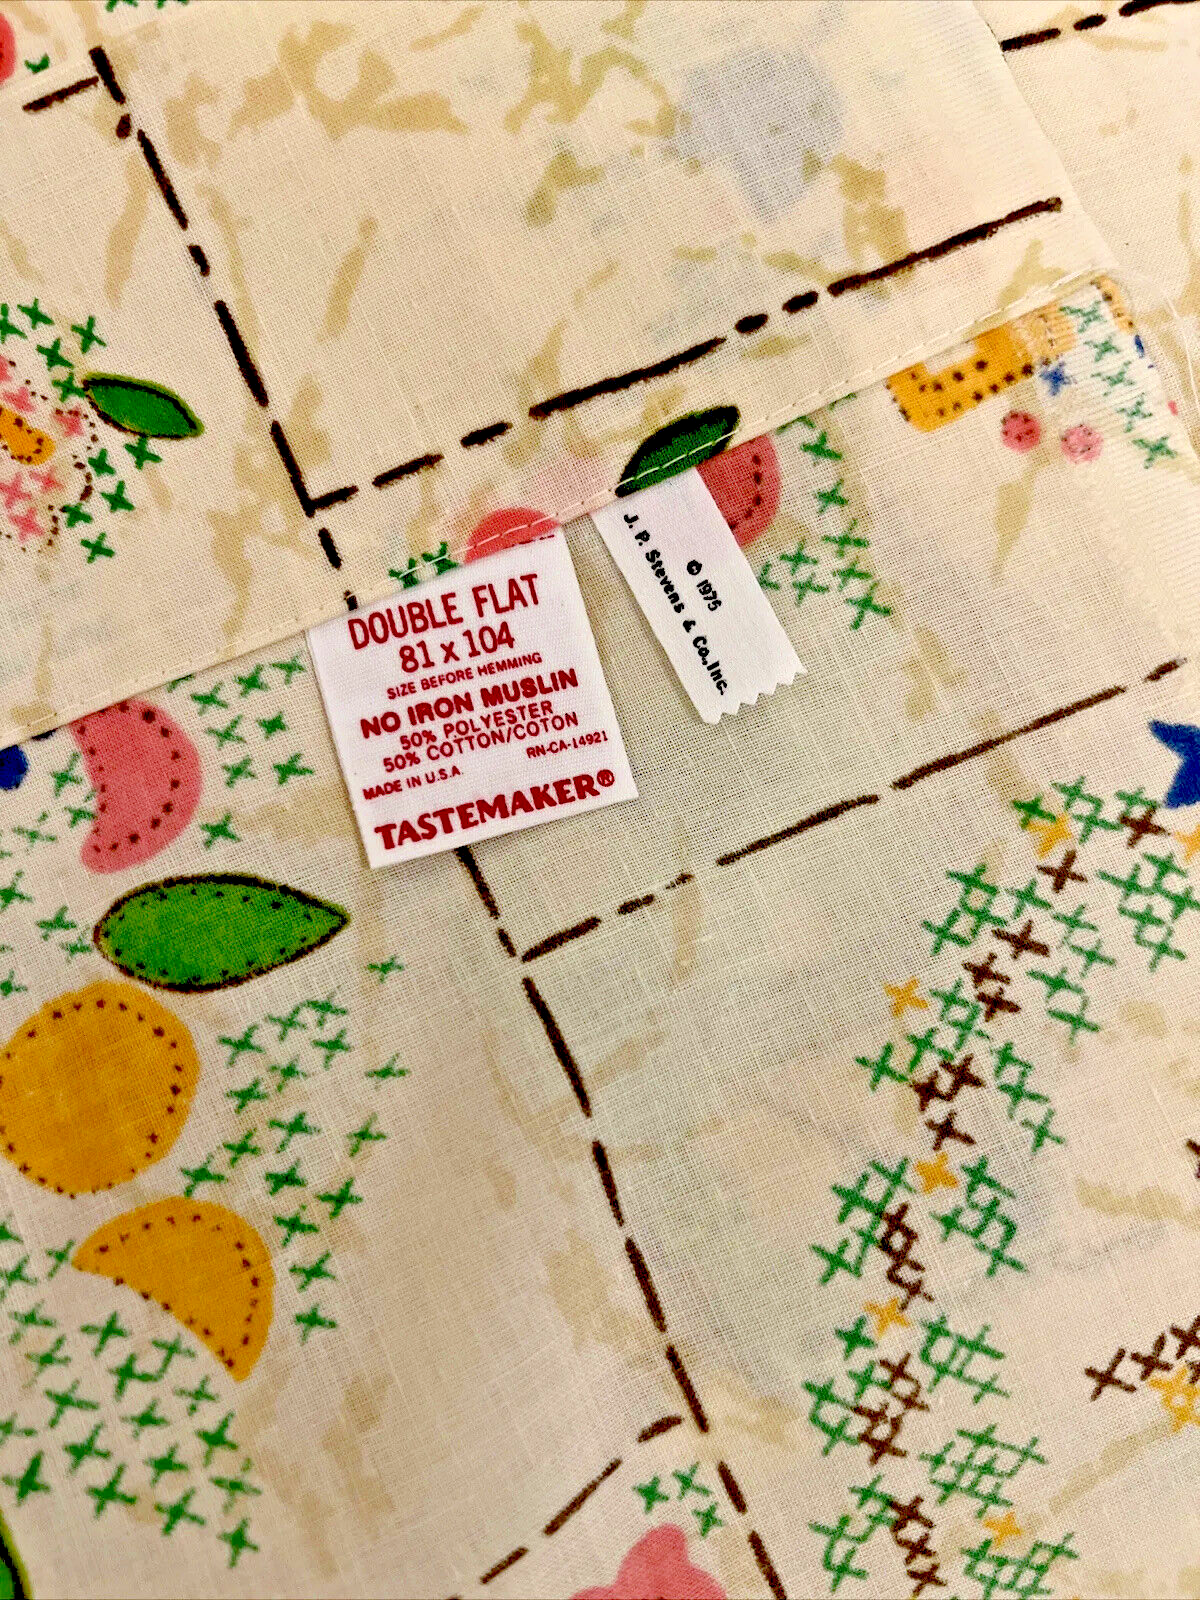 DOUBLE FLAT
81 x 104
SIZE BEFORE HEMMING
NO IRON MUSLIN
50% POLYESTER
50% COTTON/COTON
RN-CA-14921
MADE IN U.S.A.
TASTEMAKER®
© 1975
J. P. Stevens & Co., Inc.